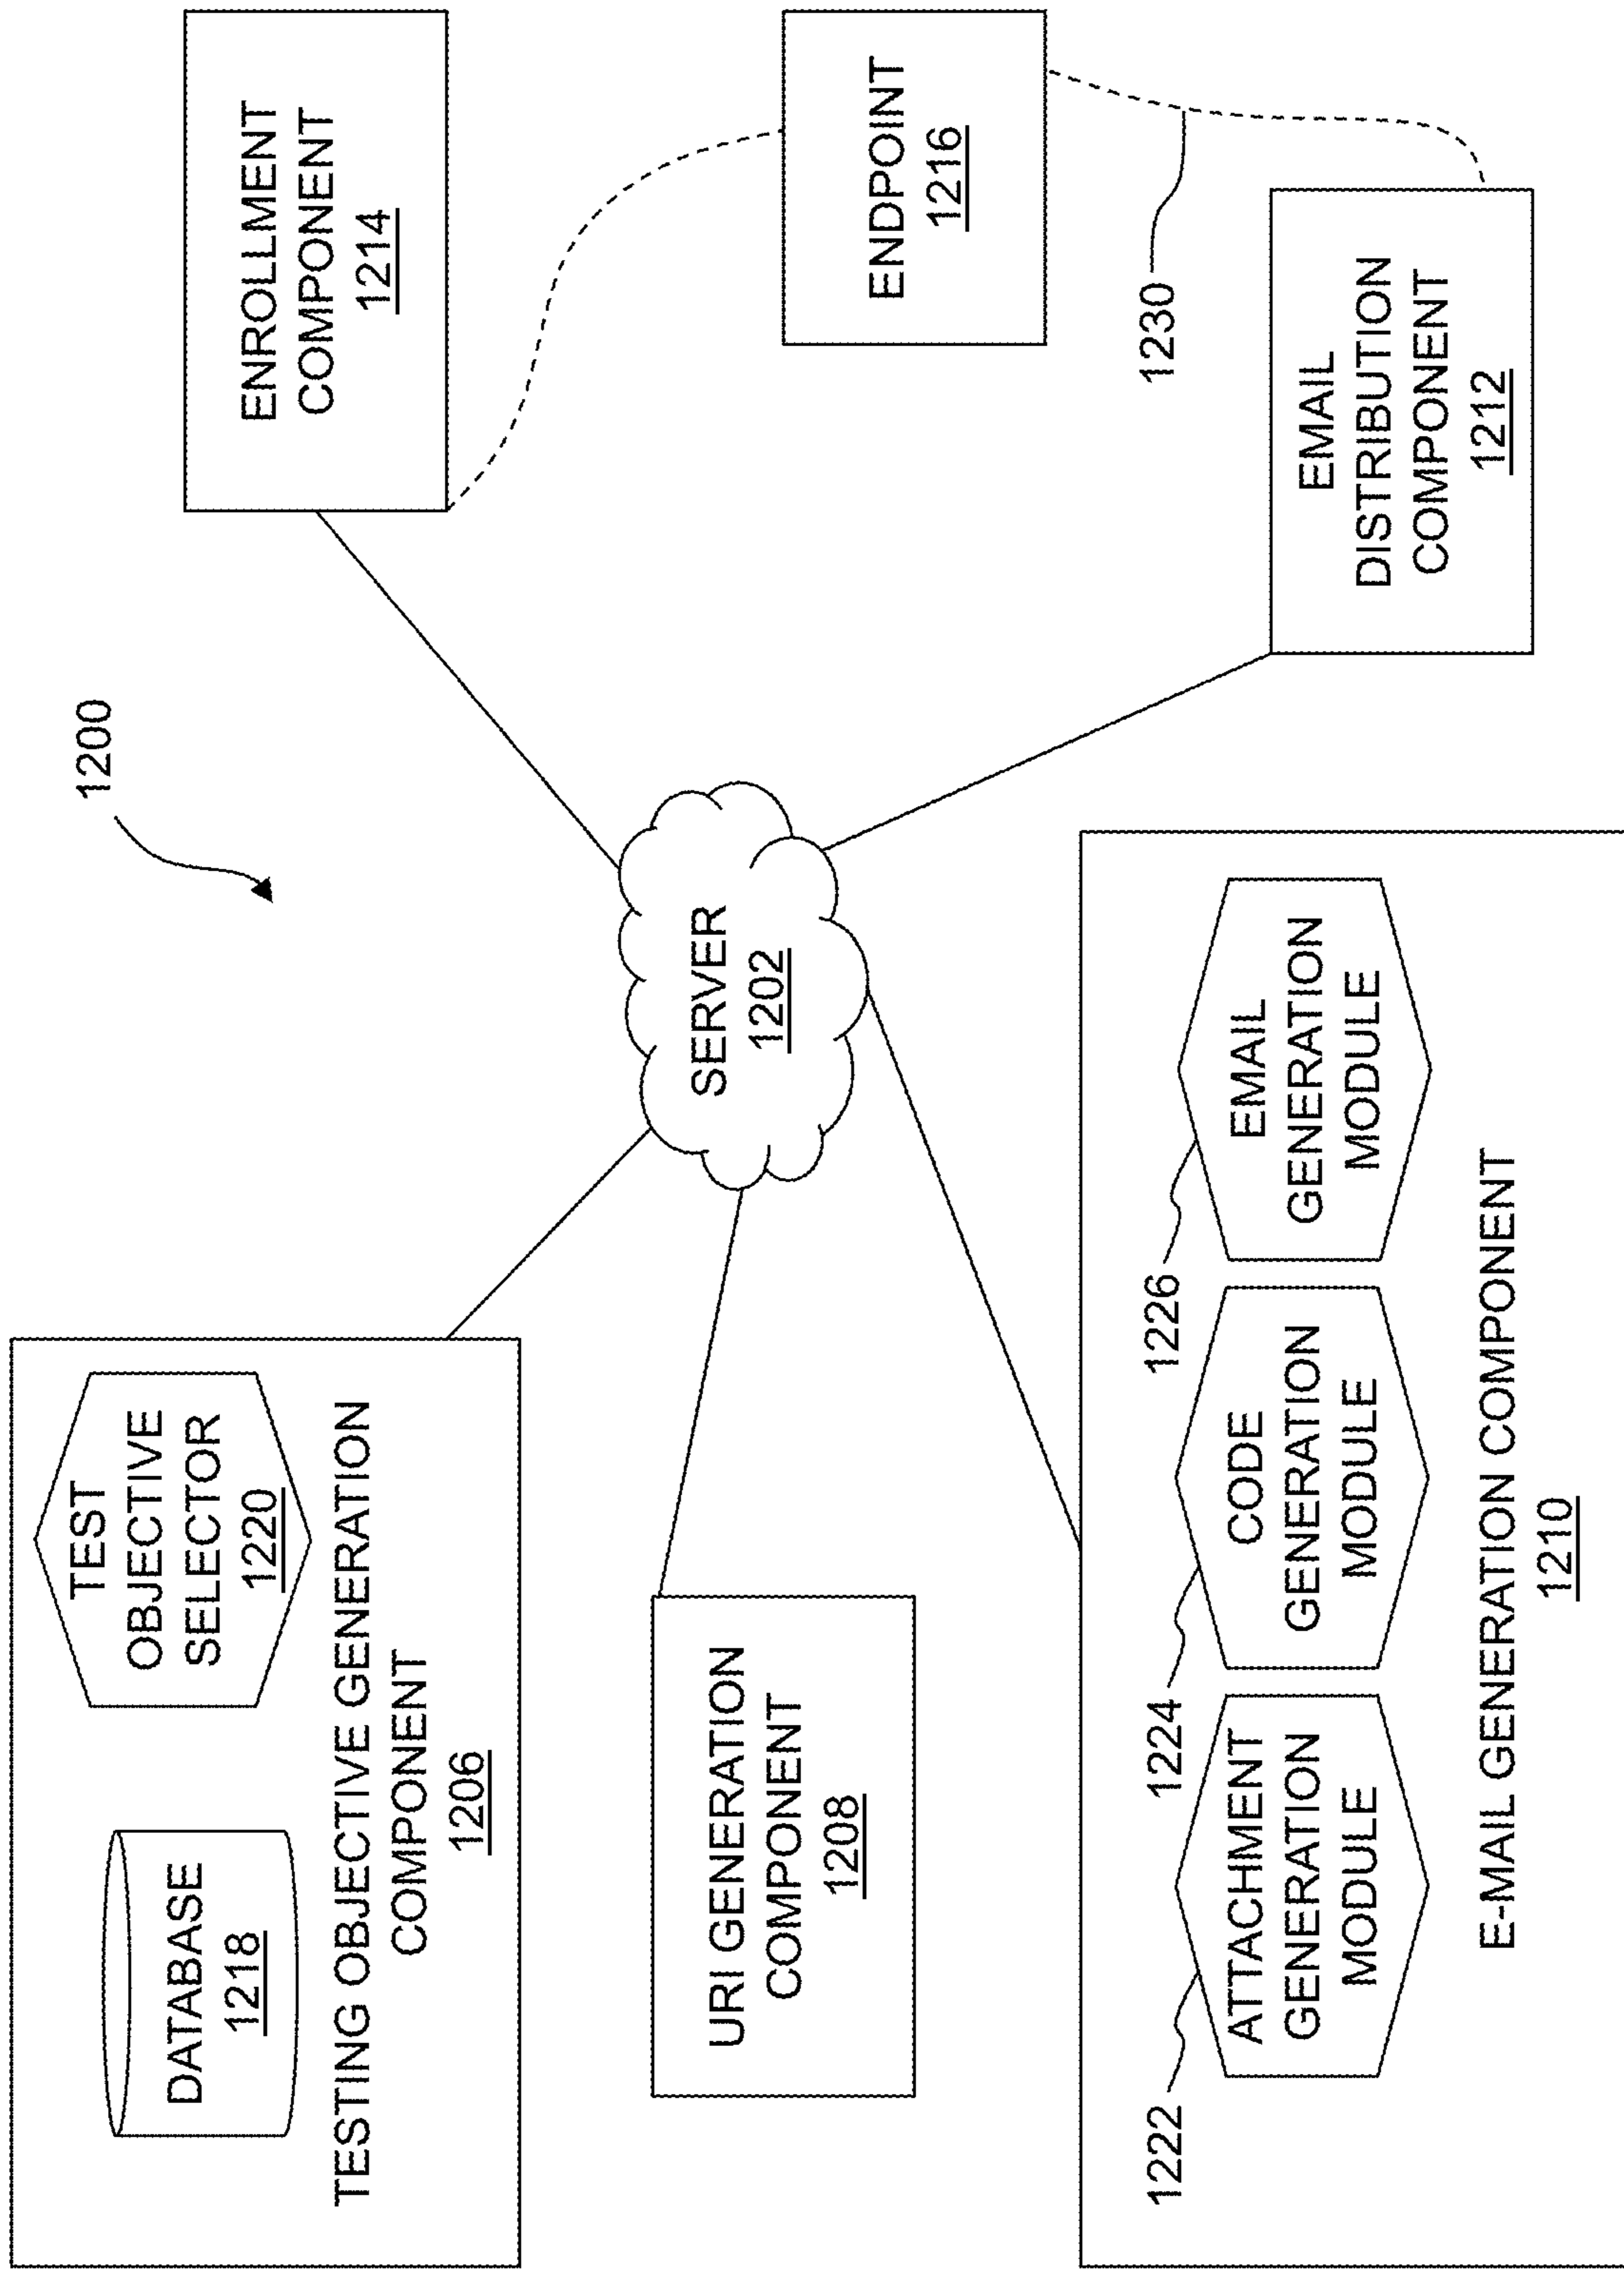 1200
DATABASE
1218
TEST
OBJECTIVE
SELECTOR
1220
TESTING OBJECTIVE GENERATION
COMPONENT
1206
ENROLLMENT
COMPONENT
1214
URI GENERATION
COMPONENT
1208
SERVER
1202
ENDPOINT
1216
1230
1222
ATTACHMENT
GENERATION
MODULE
1224
CODE
GENERATION
MODULE
1226
EMAIL
GENERATION
MODULE
E-MAIL GENERATION COMPONENT
1210
EMAIL
DISTRIBUTION
COMPONENT
1212